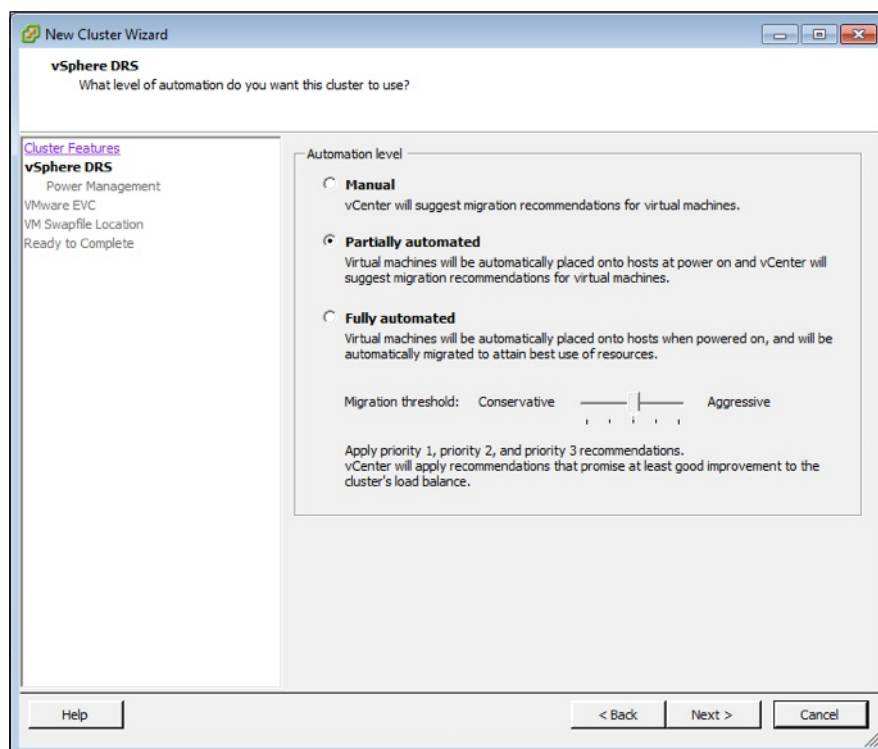 New Cluster Wizard
vSphere DRS
What level of automation do you want this cluster to use?
Cluster Features
vSphere DRS
Power Management
VMware EVC
VM Swapfile Location
Ready to Complete
Automation level
Manual
vCenter will suggest migration recommendations for virtual machines.
Partially automated
Virtual machines will be automatically placed onto hosts at power on and vCenter will
suggest migration recommendations for virtual machines.
Fully automated
Virtual machines will be automatically placed onto hosts when powered on, and will be
automatically migrated to attain best use of resources.
Migration threshold: Conservative Aggressive
Apply priority 1, priority 2, and priority 3 recommendations.
vCenter will apply recommendations that promise at least good improvement to the
cluster's load balance.
Help < Back Next > Cancel